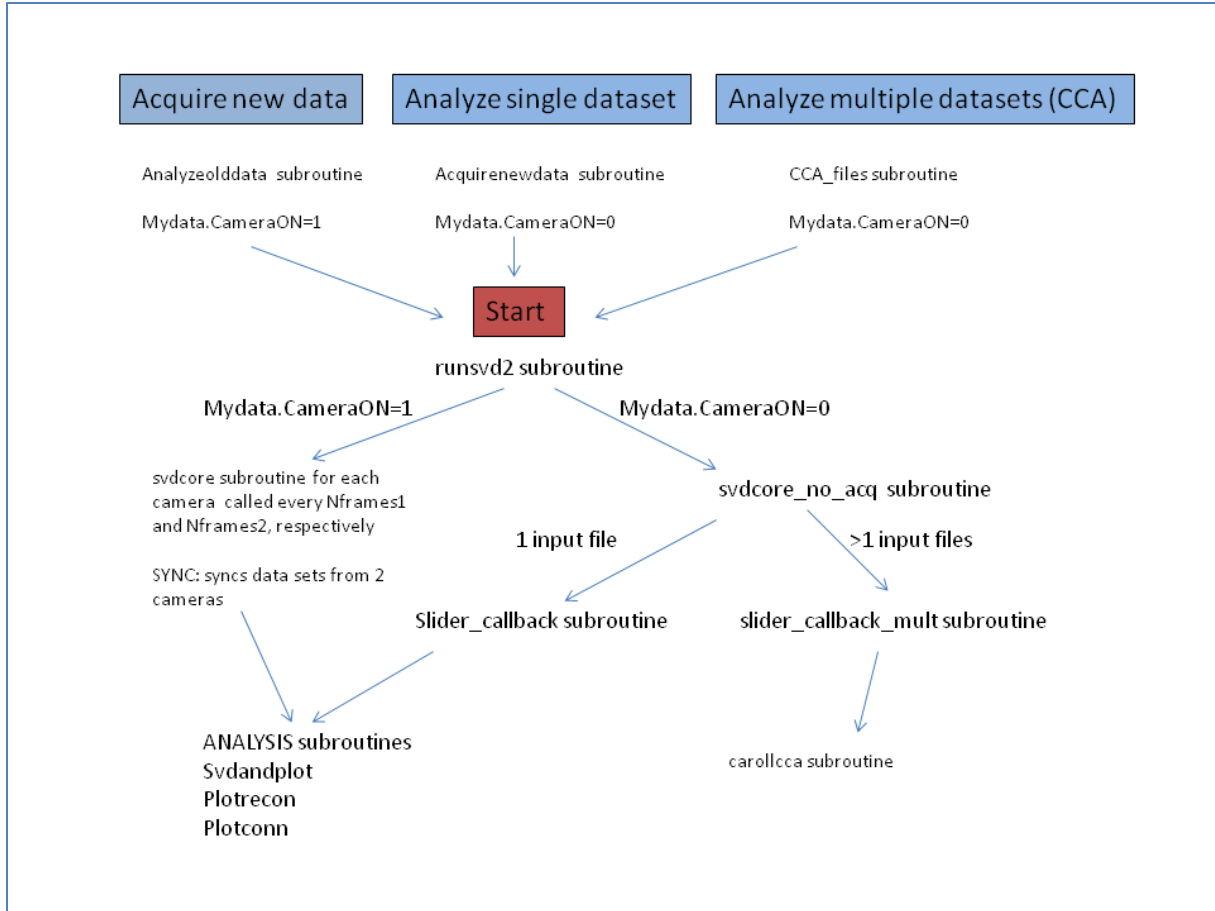 Acquire new data
Analyze single dataset
Analyze multiple datasets (CCA)
Analyzeolddata subroutine
Acquirenewdata subroutine
CCA_files subroutine
Mydata.CameraON=1
Mydata.CameraON=0
Mydata.CameraON=0
Start
runsvd2 subroutine
Mydata.CameraON=1
Mydata.CameraON=0
svdcore subroutine for each
camera called every Nframes1
and Nframes2, respectively
svdcore_no_acq subroutine
1 input file
>1 input files
SYNC: syncs data sets from 2
cameras
Slider_callback subroutine
slider_callback_mult subroutine
ANALYSIS subroutines
Svdandplot
Plotrecon
Plotconn
carollcca subroutine